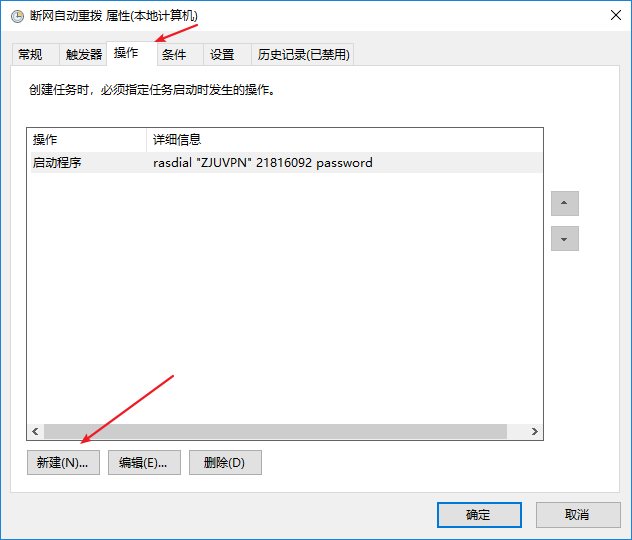 断网自动重拨 属性(本地计算机)
常规 触发器 操作 条件 设置 历史记录(已禁用)
创建任务时，必须指定任务启动时发生的操作。
操作 详细信息
启动程序 rasdial "ZJUVPN" 21816092 password
新建(N)... 编辑(E)... 删除(D)
确定 取消